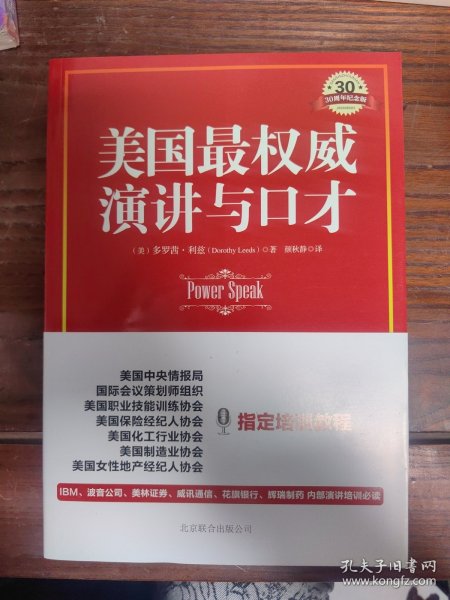 30
30周年纪念版
美国最权威
演讲与口才
（美）多罗茜·利兹（Dorothy Leeds）◎著 颜秋静◎译
Power Speak
美国中央情报局
国际会议策划师组织
美国职业技能训练协会
美国保险经纪人协会
美国化工行业协会
美国制造业协会
美国女性地产经纪人协会
指定培训教程
IBM、波音公司、美林证券、威讯通信、花旗银行、辉瑞制药 内部演讲培训必读
北京联合出版公司
孔夫子旧书网
www.kongfz.com